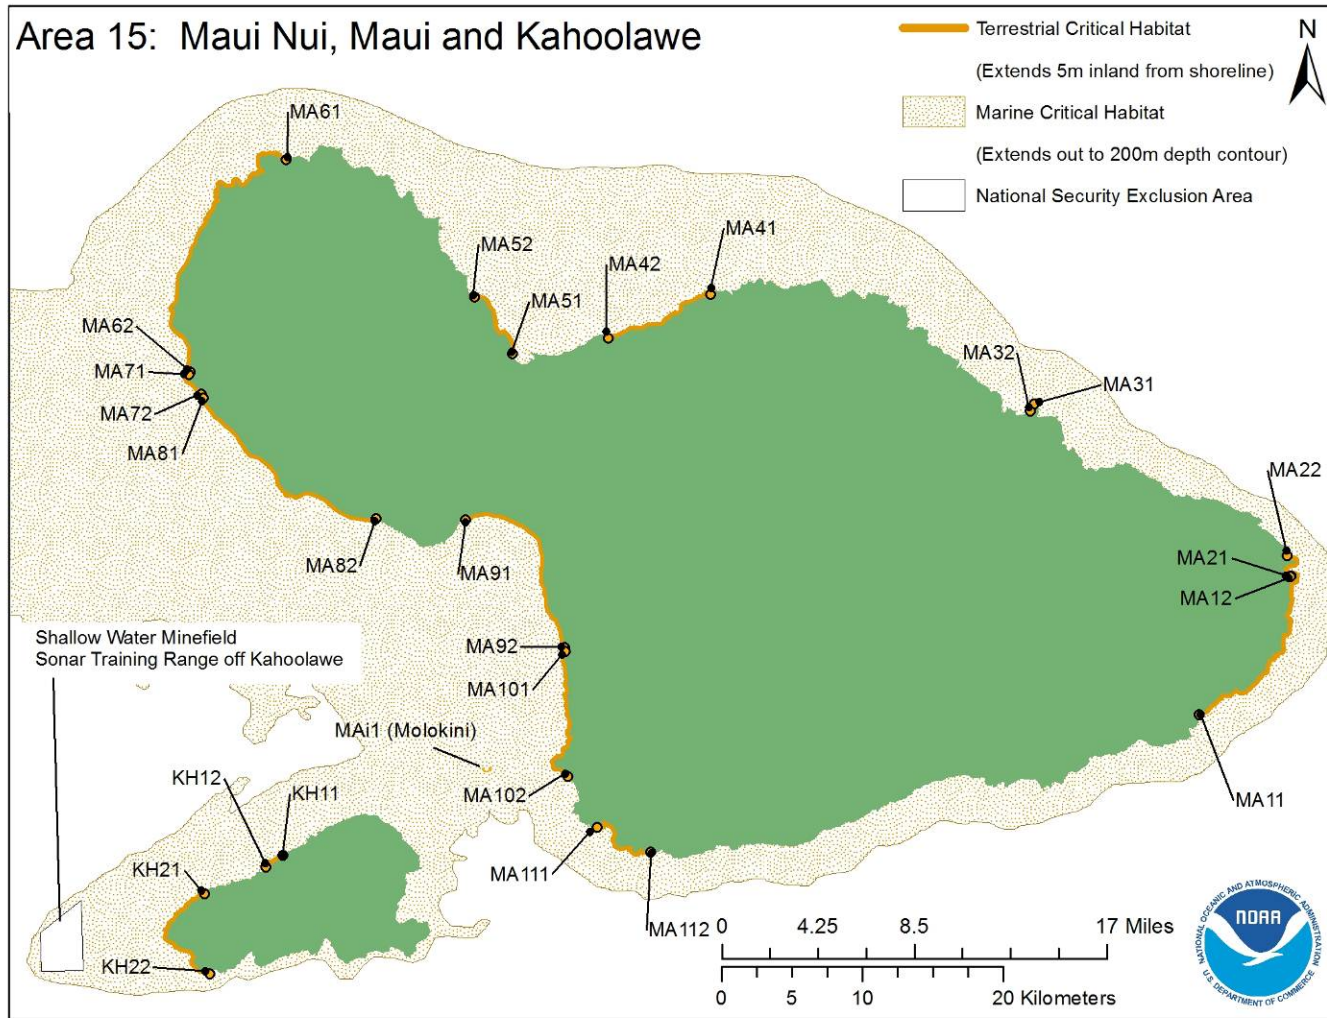 Area 15:  Maui Nui, Maui and Kahoolawe
Terrestrial Critical Habitat
(Extends 5m inland from shoreline)
Marine Critical Habitat
(Extends out to 200m depth contour)
National Security Exclusion Area
N
MA61
MA52
MA42
MA41
MA51
MA62
MA71
MA72
MA81
MA32
MA31
MA22
MA21
MA12
MA82
MA91
Shallow Water Minefield
Sonar Training Range off Kahoolawe
MA92
MA101
MAi1 (Molokini)
MA102
KH12
KH11
MA11
KH21
MA111
MA112
KH22
0 4.25 8.5 17 Miles
0 5 10 20 Kilometers
NATIONAL OCEANIC AND ATMOSPHERIC ADMINISTRATION
NOAA
U.S. DEPARTMENT OF COMMERCE